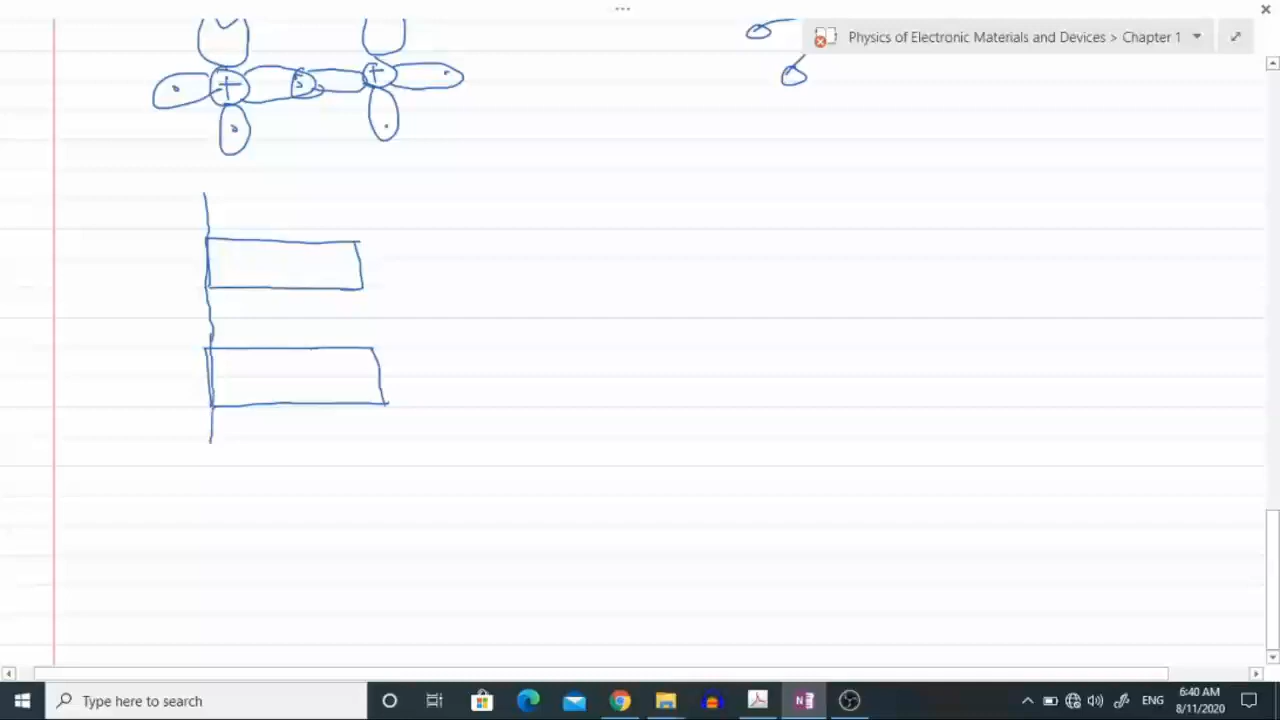 Physics of Electronic Materials and Devices > Chapter 1
+
+
Type here to search
ENG
6:40 AM
8/11/2020